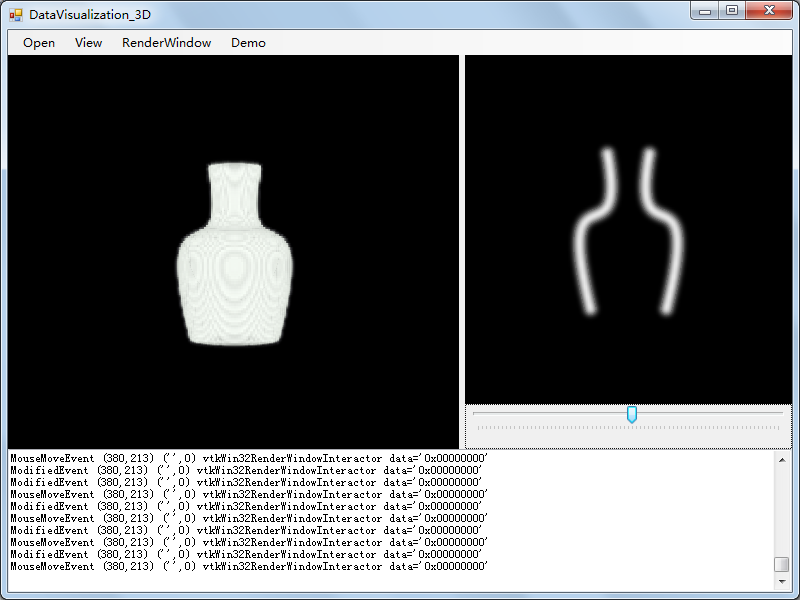 DataVisualization_3D
Open View RenderWindow Demo
MouseMoveEvent (380,213) ('',0) vtkWin32RenderWindowInteractor data='0x00000000'
ModifiedEvent (380,213) ('',0) vtkWin32RenderWindowInteractor data='0x00000000'
ModifiedEvent (380,213) ('',0) vtkWin32RenderWindowInteractor data='0x00000000'
MouseMoveEvent (380,213) ('',0) vtkWin32RenderWindowInteractor data='0x00000000'
ModifiedEvent (380,213) ('',0) vtkWin32RenderWindowInteractor data='0x00000000'
MouseMoveEvent (380,213) ('',0) vtkWin32RenderWindowInteractor data='0x00000000'
ModifiedEvent (380,213) ('',0) vtkWin32RenderWindowInteractor data='0x00000000'
MouseMoveEvent (380,213) ('',0) vtkWin32RenderWindowInteractor data='0x00000000'
ModifiedEvent (380,213) ('',0) vtkWin32RenderWindowInteractor data='0x00000000'
MouseMoveEvent (380,213) ('',0) vtkWin32RenderWindowInteractor data='0x00000000'